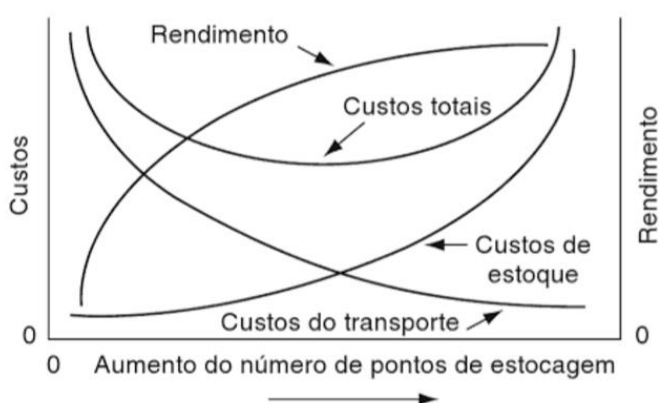 Rendimento
Custos totais
Custos
Rendimento
Custos de
estoque
Custos do transporte
0
0
0
Aumento do número de pontos de estocagem